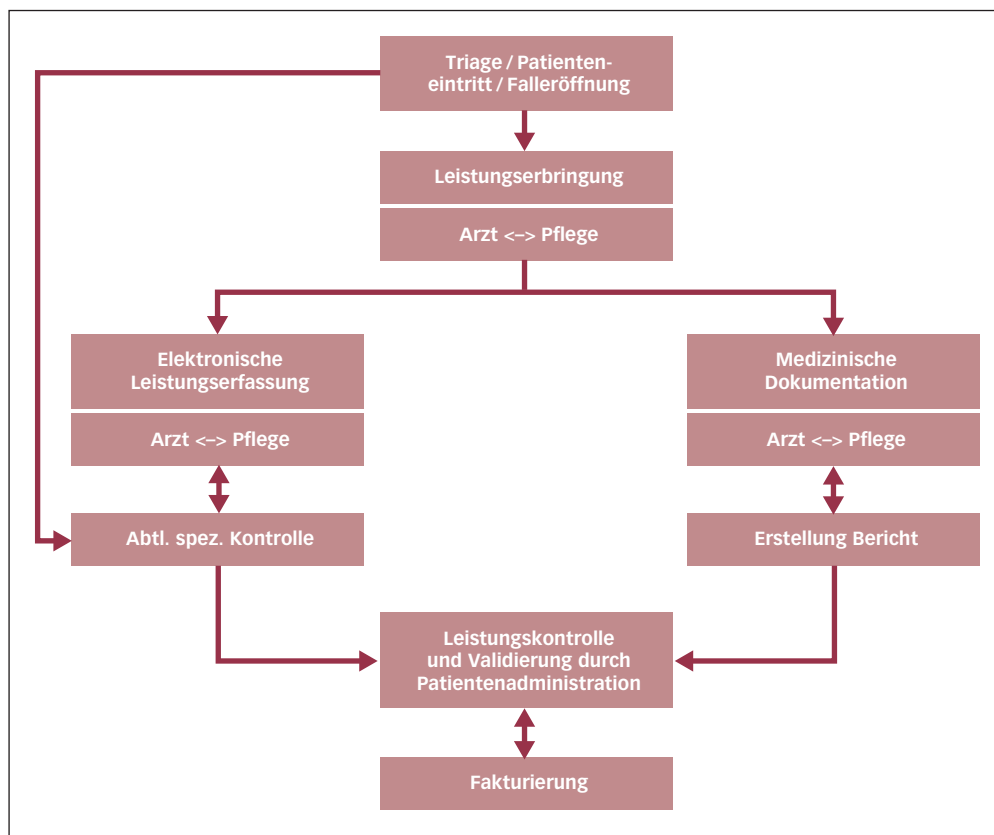 Triage / Patienten-
eintritt / Falleröffnung
Leistungserbringung
Arzt <–> Pflege
Elektronische
Leistungserfassung
Arzt <–> Pflege
Medizinische
Dokumentation
Arzt <–> Pflege
Abtl. spez. Kontrolle
Erstellung Bericht
Leistungskontrolle
und Validierung durch
Patientenadministration
Fakturierung